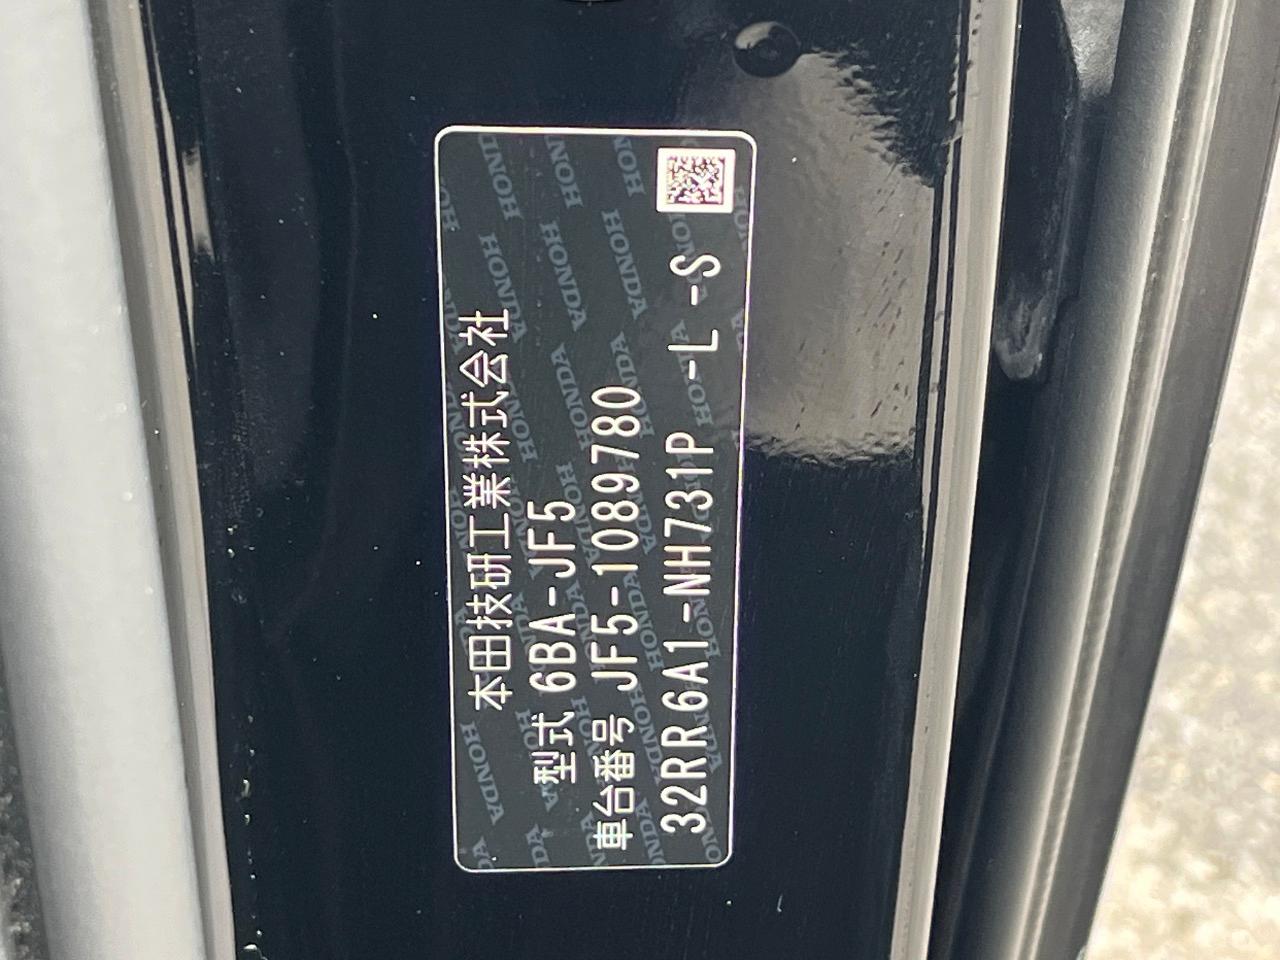 本田技研工業株式会社
型式 6BA-JF5
車台番号 JF5-1089780
32RR6A1-NH731P -L -S